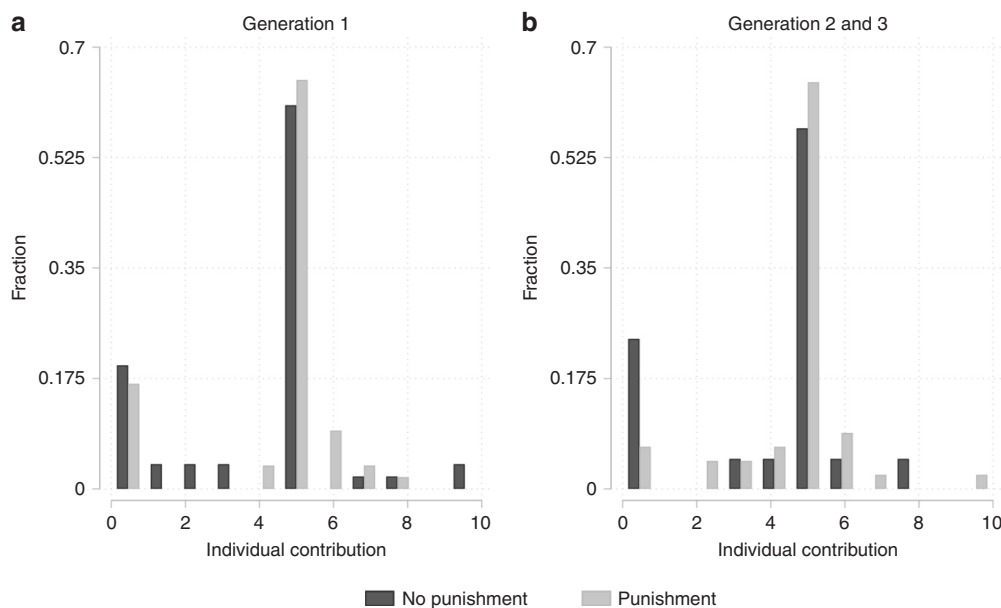 a
Generation 1
0.7
0.525
0.35
0.175
0
Fraction
0 2 4 6 8 10
Individual contribution
b
Generation 2 and 3
0.7
0.525
0.35
0.175
0
Fraction
0 2 4 6 8 10
Individual contribution
No punishment Punishment